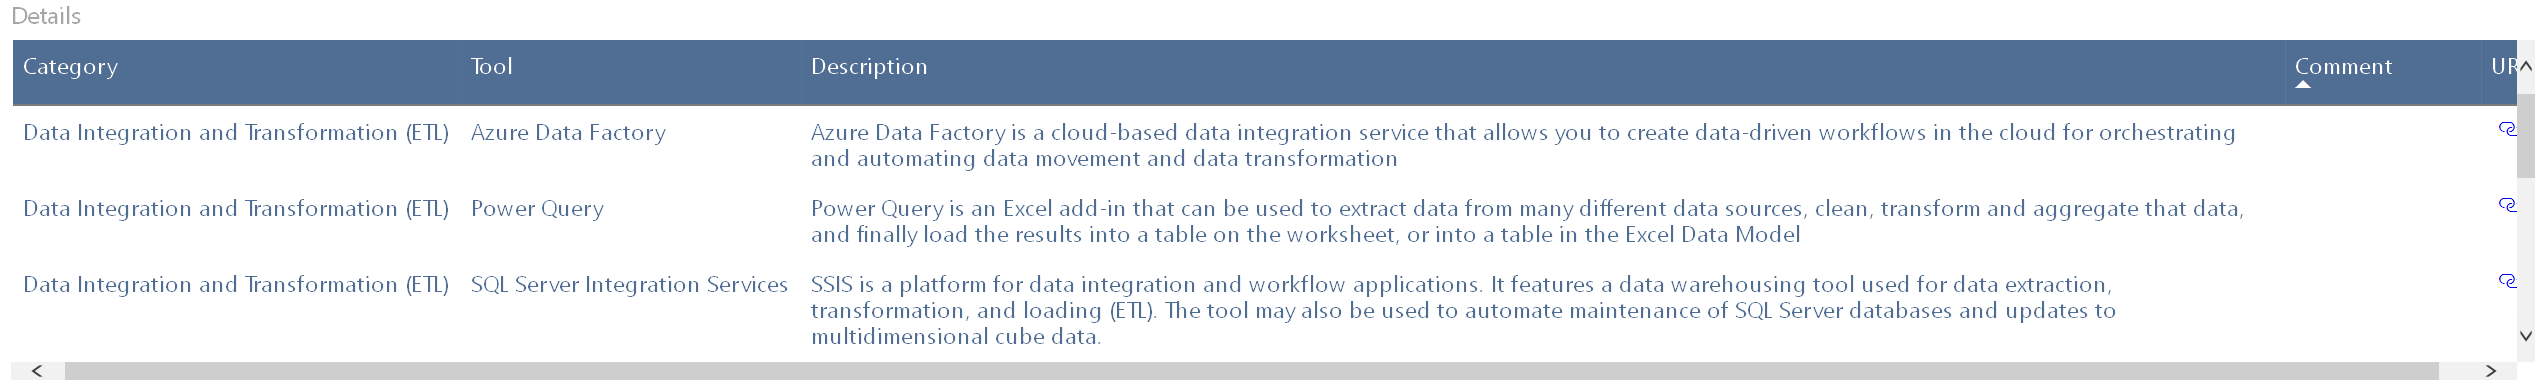 Details
Category Tool Description Comment UR
Data Integration and Transformation (ETL) Azure Data Factory Azure Data Factory is a cloud-based data integration service that allows you to create data-driven workflows in the cloud for orchestrating
and automating data movement and data transformation
Data Integration and Transformation (ETL) Power Query Power Query is an Excel add-in that can be used to extract data from many different data sources, clean, transform and aggregate that data,
and finally load the results into a table on the worksheet, or into a table in the Excel Data Model
Data Integration and Transformation (ETL) SQL Server Integration Services SSIS is a platform for data integration and workflow applications. It features a data warehousing tool used for data extraction,
transformation, and loading (ETL). The tool may also be used to automate maintenance of SQL Server databases and updates to
multidimensional cube data.